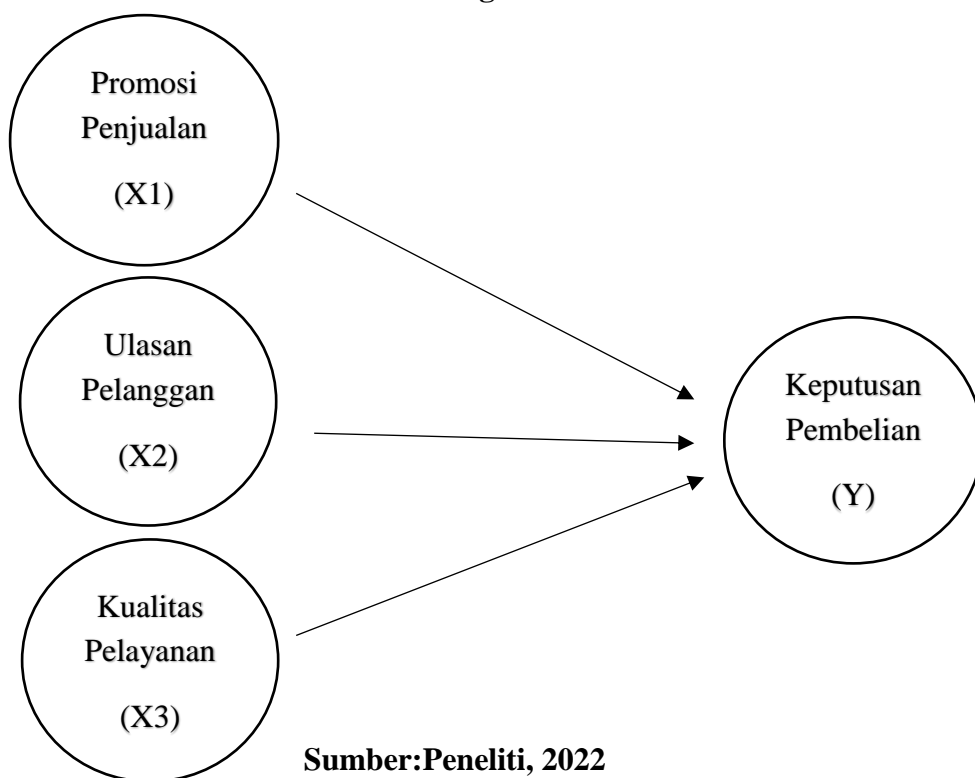 Promosi
Penjualan
(X1)
Ulasan
Pelanggan
(X2)
Kualitas
Pelayanan
(X3)
Keputusan
Pembelian
(Y)
Sumber:Peneliti, 2022